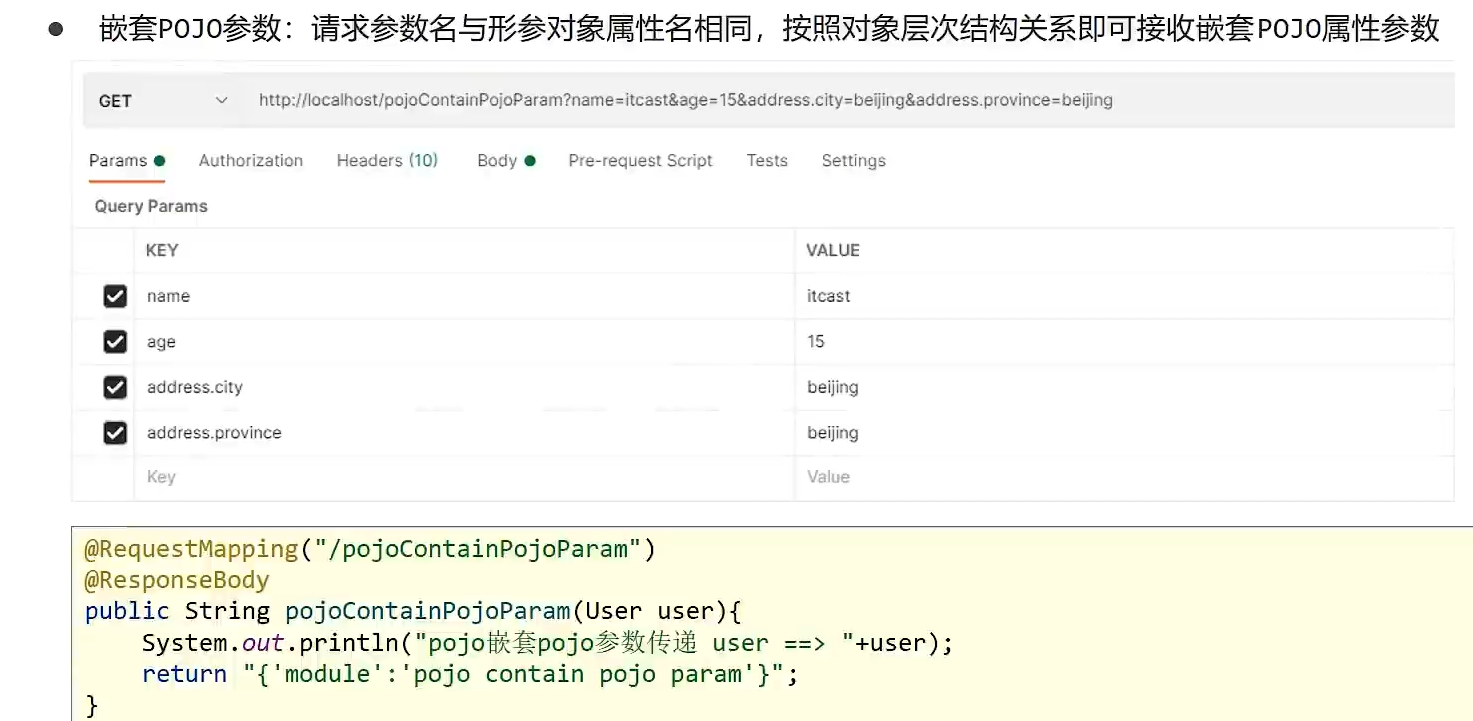 ● 嵌套POJO参数：请求参数名与形参对象属性名相同，按照对象层次结构关系即可接收嵌套POJO属性参数
GET http://localhost/pojoContainPojoParam?name=itcast&age=15&address.city=beijing&address.province=beijing
Params Authorization Headers (10) Body Pre-request Script Tests Settings
Query Params
KEY VALUE
name itcast
age 15
address.city beijing
address.province beijing
Key Value
@RequestMapping("/pojoContainPojoParam")
@ResponseBody
public String pojoContainPojoParam(User user){
    System.out.println("pojo嵌套pojo参数传递 user ==> "+user);
    return "{'module':'pojo contain pojo param'}";
}